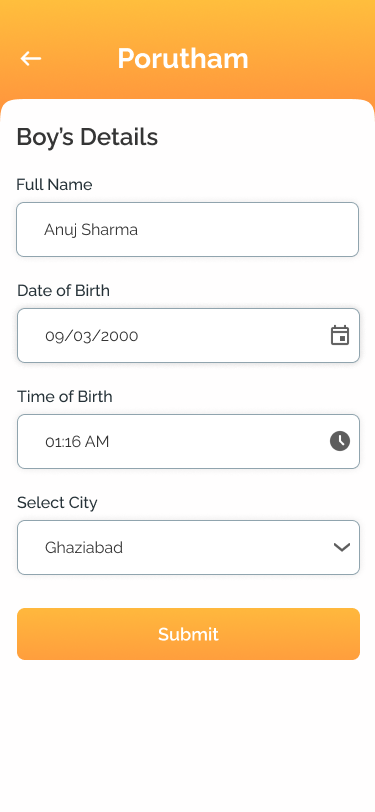 Porutham
Boy’s Details
Full Name
Anuj Sharma
Date of Birth
09/03/2000
Time of Birth
01:16 AM
Select City
Ghaziabad
Submit